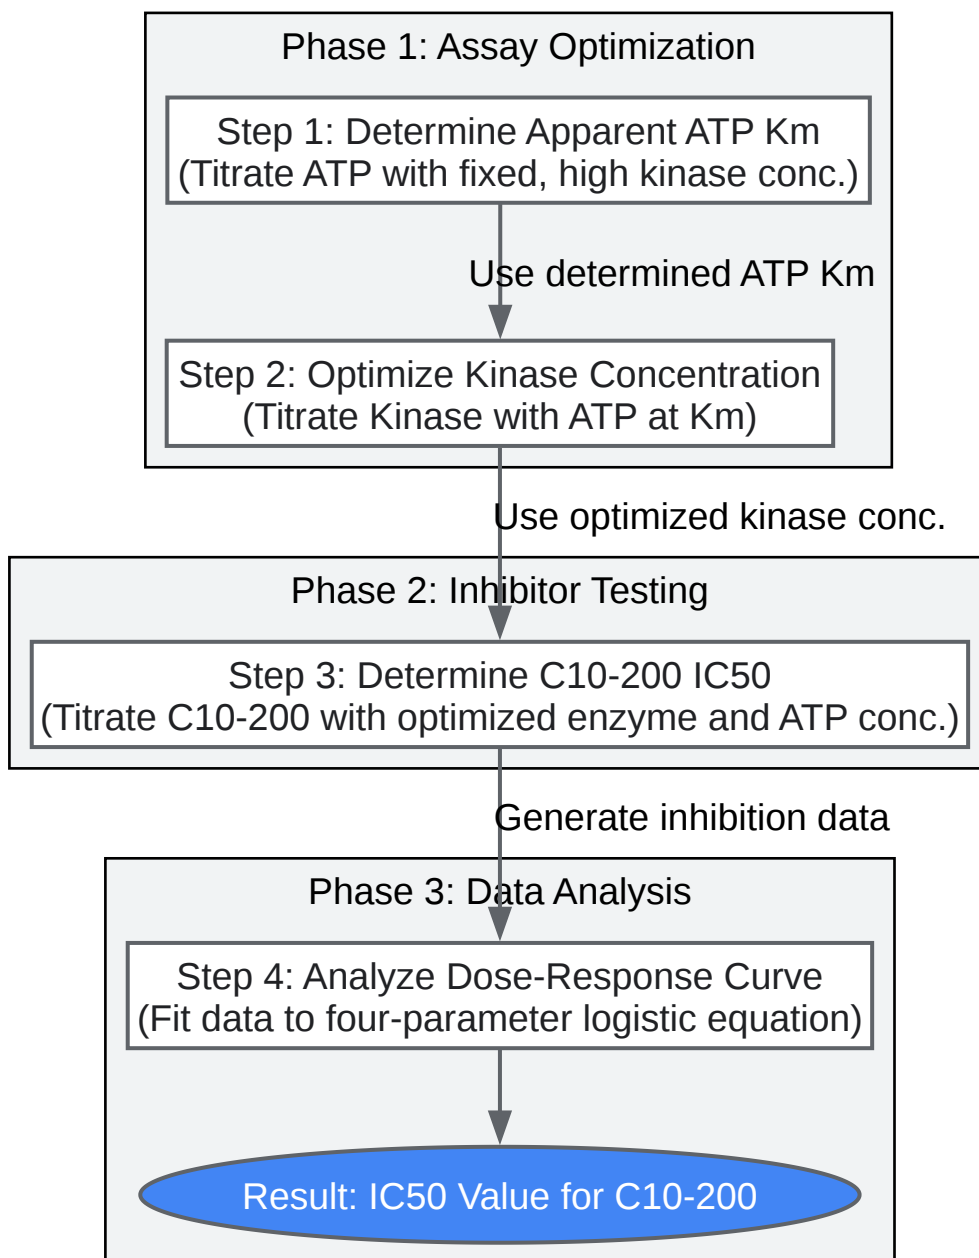 Phase 1: Assay Optimization
Step 1: Determine Apparent ATP Km
(Titrate ATP with fixed, high kinase conc.)
Use determined ATP Km
Step 2: Optimize Kinase Concentration
(Titrate Kinase with ATP at Km)
Use optimized kinase conc.
Phase 2: Inhibitor Testing
Step 3: Determine C10-200 IC50
(Titrate C10-200 with optimized enzyme and ATP conc.)
Generate inhibition data
Phase 3: Data Analysis
Step 4: Analyze Dose-Response Curve
(Fit data to four-parameter logistic equation)
Result: IC50 Value for C10-200